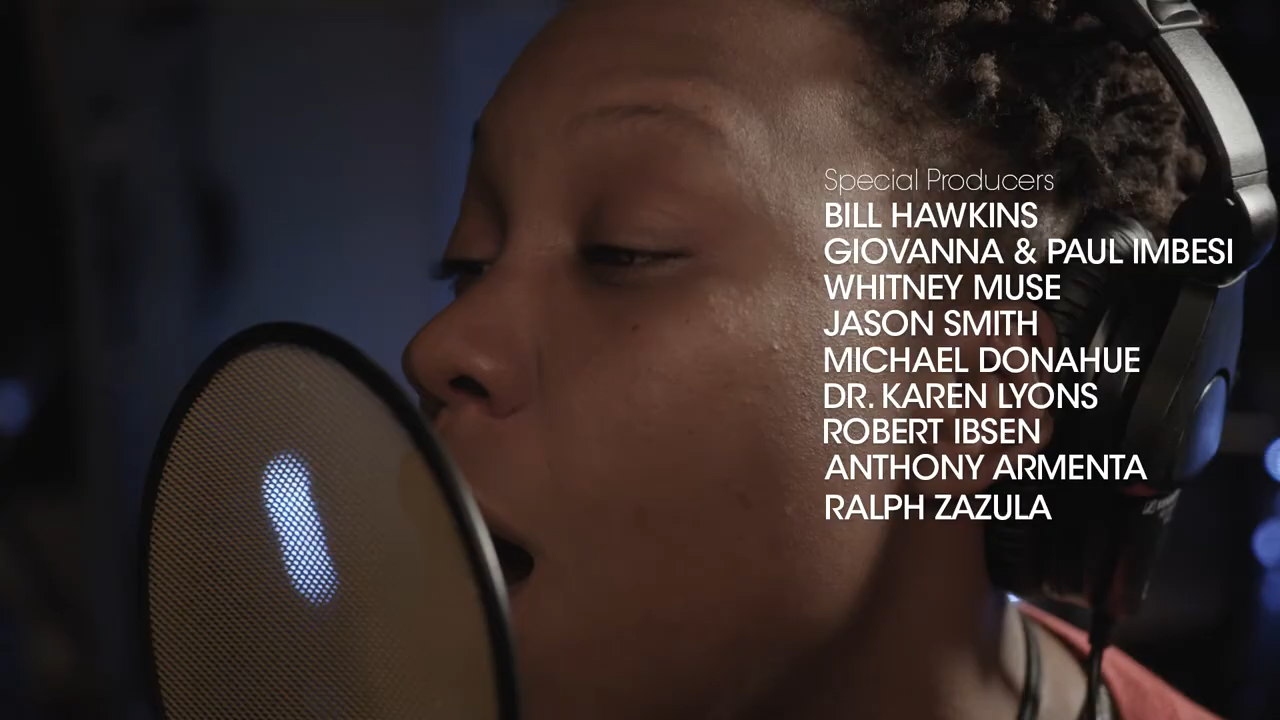 Special Producers
BILL HAWKINS
GIOVANNA & PAUL IMBESI
WHITNEY MUSE
JASON SMITH
MICHAEL DONAHUE
DR. KAREN LYONS
ROBERT IBSEN
ANTHONY ARMENTA
RALPH ZAZULA